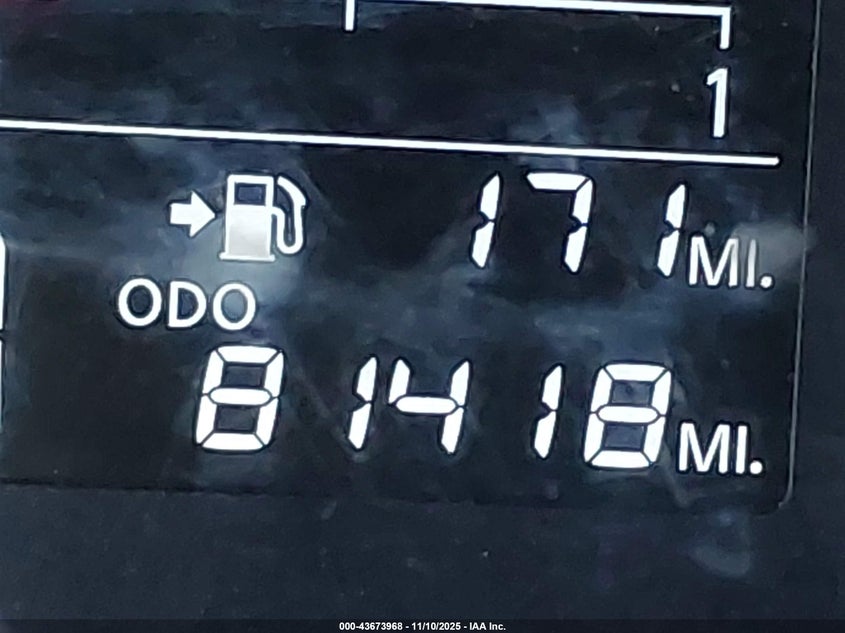 1
171 MI.
ODO
81418 MI.
000-43673968 - 11/10/2025 - IAA Inc.